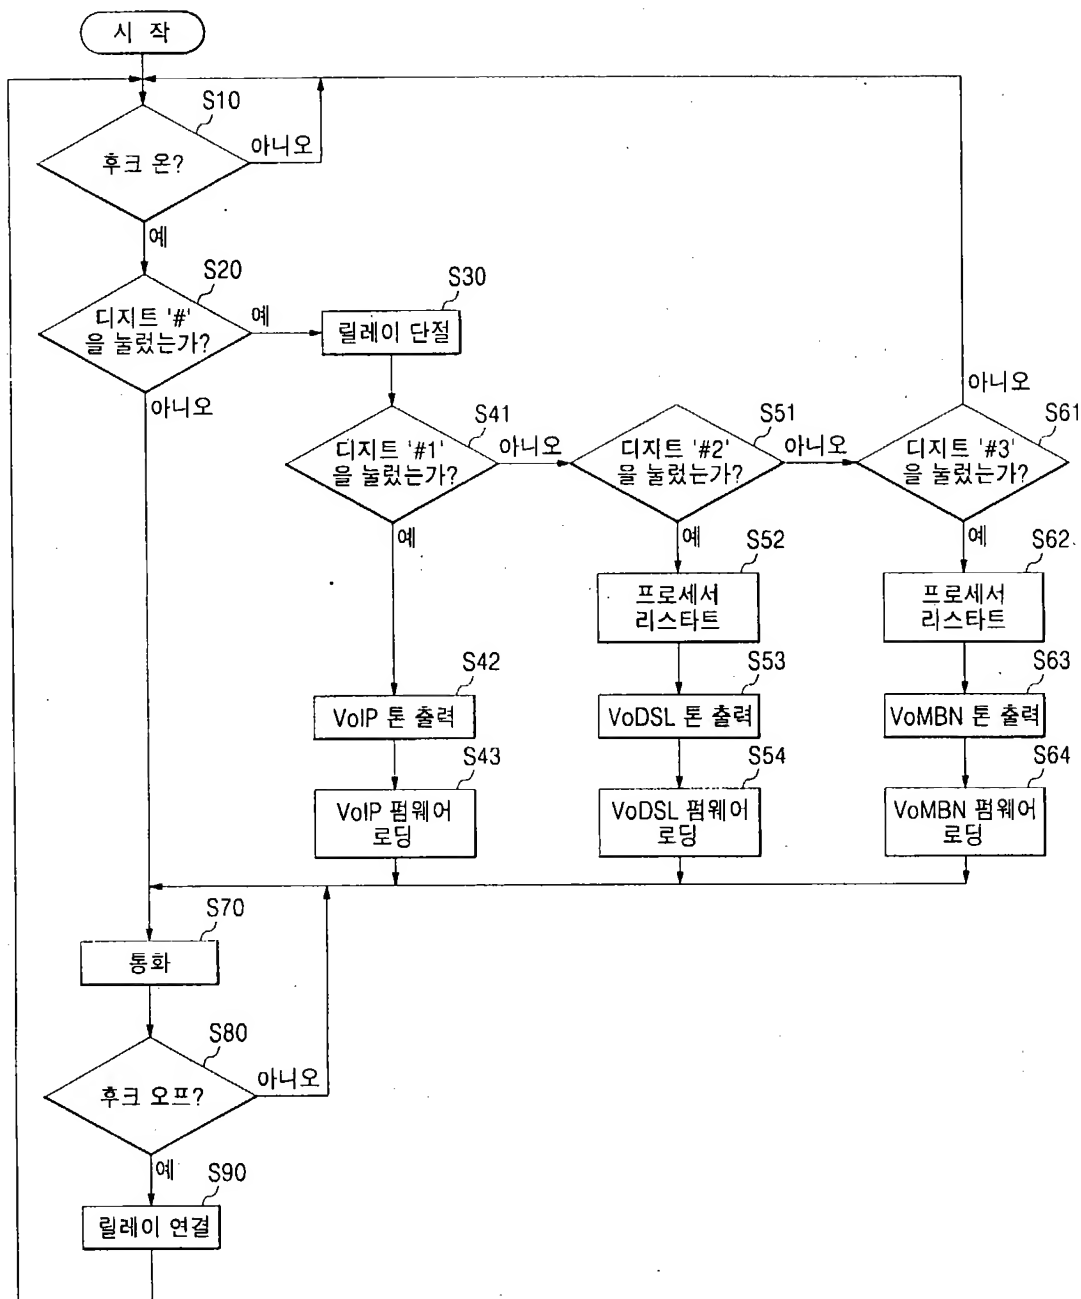 시 작
S10
후크 온?
아니오
예
S20
디지트 '#'
을 눌렀는가?
예
아니오
S30
릴레이 단절
S41
디지트 '#1'
을 눌렀는가?
아니오
예
S51
디지트 '#2'
을 눌렀는가?
아니오
예
아니오
S61
디지트 '#3'
을 눌렀는가?
예
S52
프로세서
리스타트
S62
프로세서
리스타트
S42
VoIP 톤 출력
S53
VoDSL 톤 출력
S63
VoMBN 톤 출력
S43
VoIP 펌웨어
로딩
S54
VoDSL 펌웨어
로딩
S64
VoMBN 펌웨어
로딩
S70
통화
S80
후크 오프?
아니오
예
S90
릴레이 연결